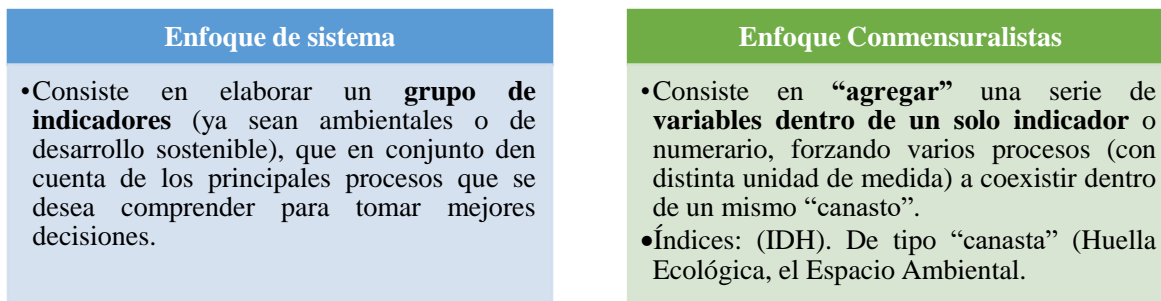 Enfoque de sistema
•Consiste en elaborar un grupo de
indicadores (ya sean ambientales o de
desarrollo sostenible), que en conjunto den
cuenta de los principales procesos que se
desea comprender para tomar mejores
decisiones.
Enfoque Conmensuralistas
•Consiste en “agregar” una serie de
variables dentro de un solo indicador o
numerario, forzando varios procesos (con
distinta unidad de medida) a coexistir dentro
de un mismo “canasto”.
•Índices: (IDH). De tipo “canasta” (Huella
Ecológica, el Espacio Ambiental.